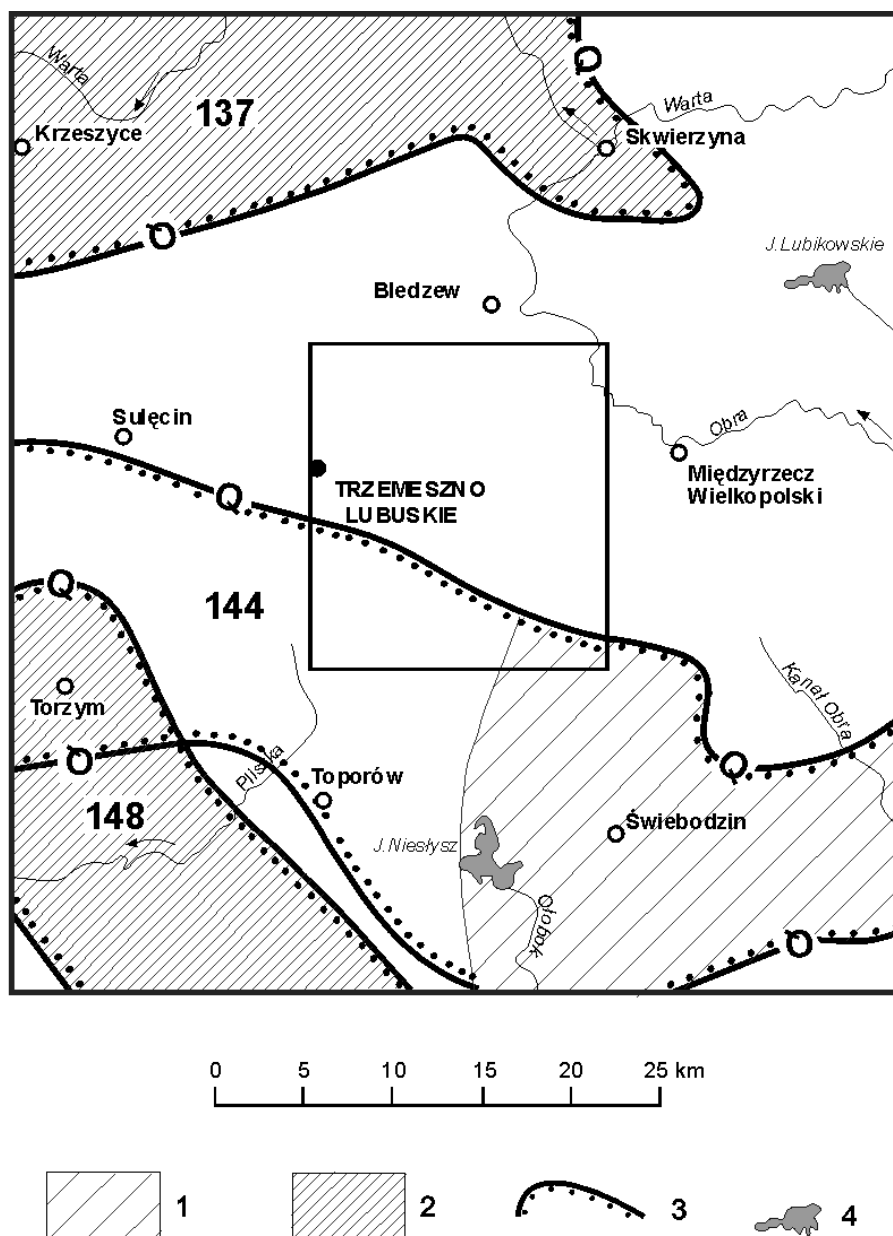 Warta
137
Q
Krzeszyce
Warta
Skwierzyna
Q
J.Lubikowskie
Bledzew
Sulęcin
Obra
Międzyrzecz
Wielkopolski
TRZEMESZNO
LUBUSKIE
Q
Q
144
Kanał Obra
Torzym
Q
Pliszka
Toporów
Q
148
J.Niesłysz
Świebodzin
Ołobok
Q
0 5 10 15 20 25 km
1 2 3 4